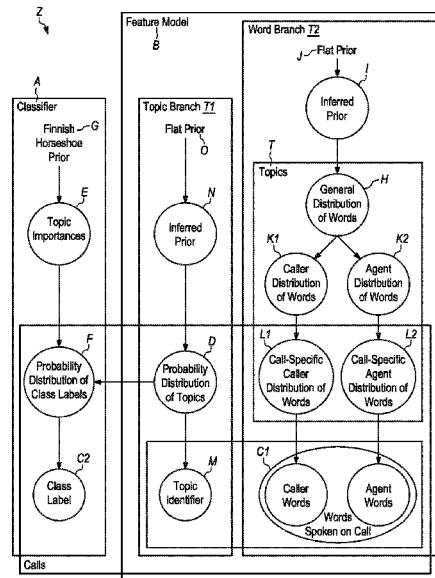 Z
Feature Model
B
Word Branch T2
J
Flat Prior
I
Inferred
Prior
A
Classifier
Finnish
Horseshoe
Prior
G
Topic Branch T1
Flat Prior
O
T
Topics
E
Topic
Importances
N
Inferred
Prior
H
General
Distribution
of Words
K1
Caller
Distribution
of Words
K2
Agent
Distribution
of Words
F
Probability
Distribution of
Class Labels
D
Probability
Distribution
of Topics
L1
Call-Specific
Caller
Distribution of
Words
L2
Call-Specific
Agent
Distribution of
Words
C2
Class
Label
M
Topic
Identifier
C1
Caller
Words
Agent
Words
Words
Spoken on Call
Calls